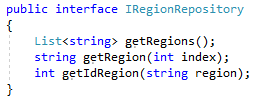 public interface IRegionRepository
{
    List<string> getRegions();
    string getRegion(int index);
    int getIdRegion(string region);
}